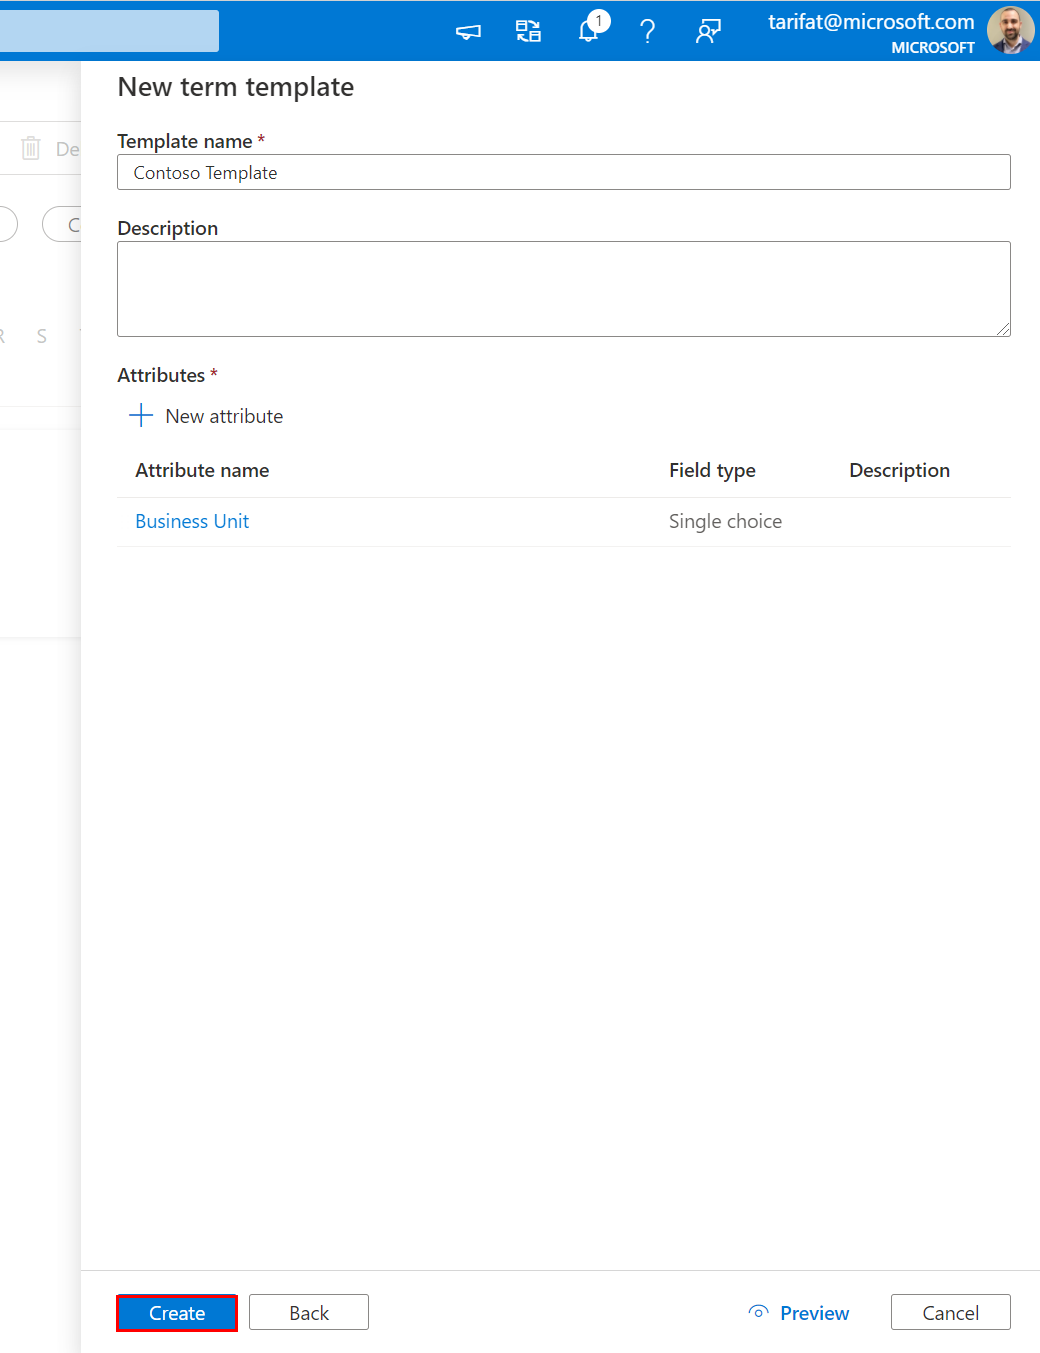 1
tarifat@microsoft.com
MICROSOFT
New term template
Template name *
Contoso Template
De
C
Description
R S
Attributes *
New attribute
Attribute name Field type Description
Business Unit Single choice
Create Back Preview Cancel